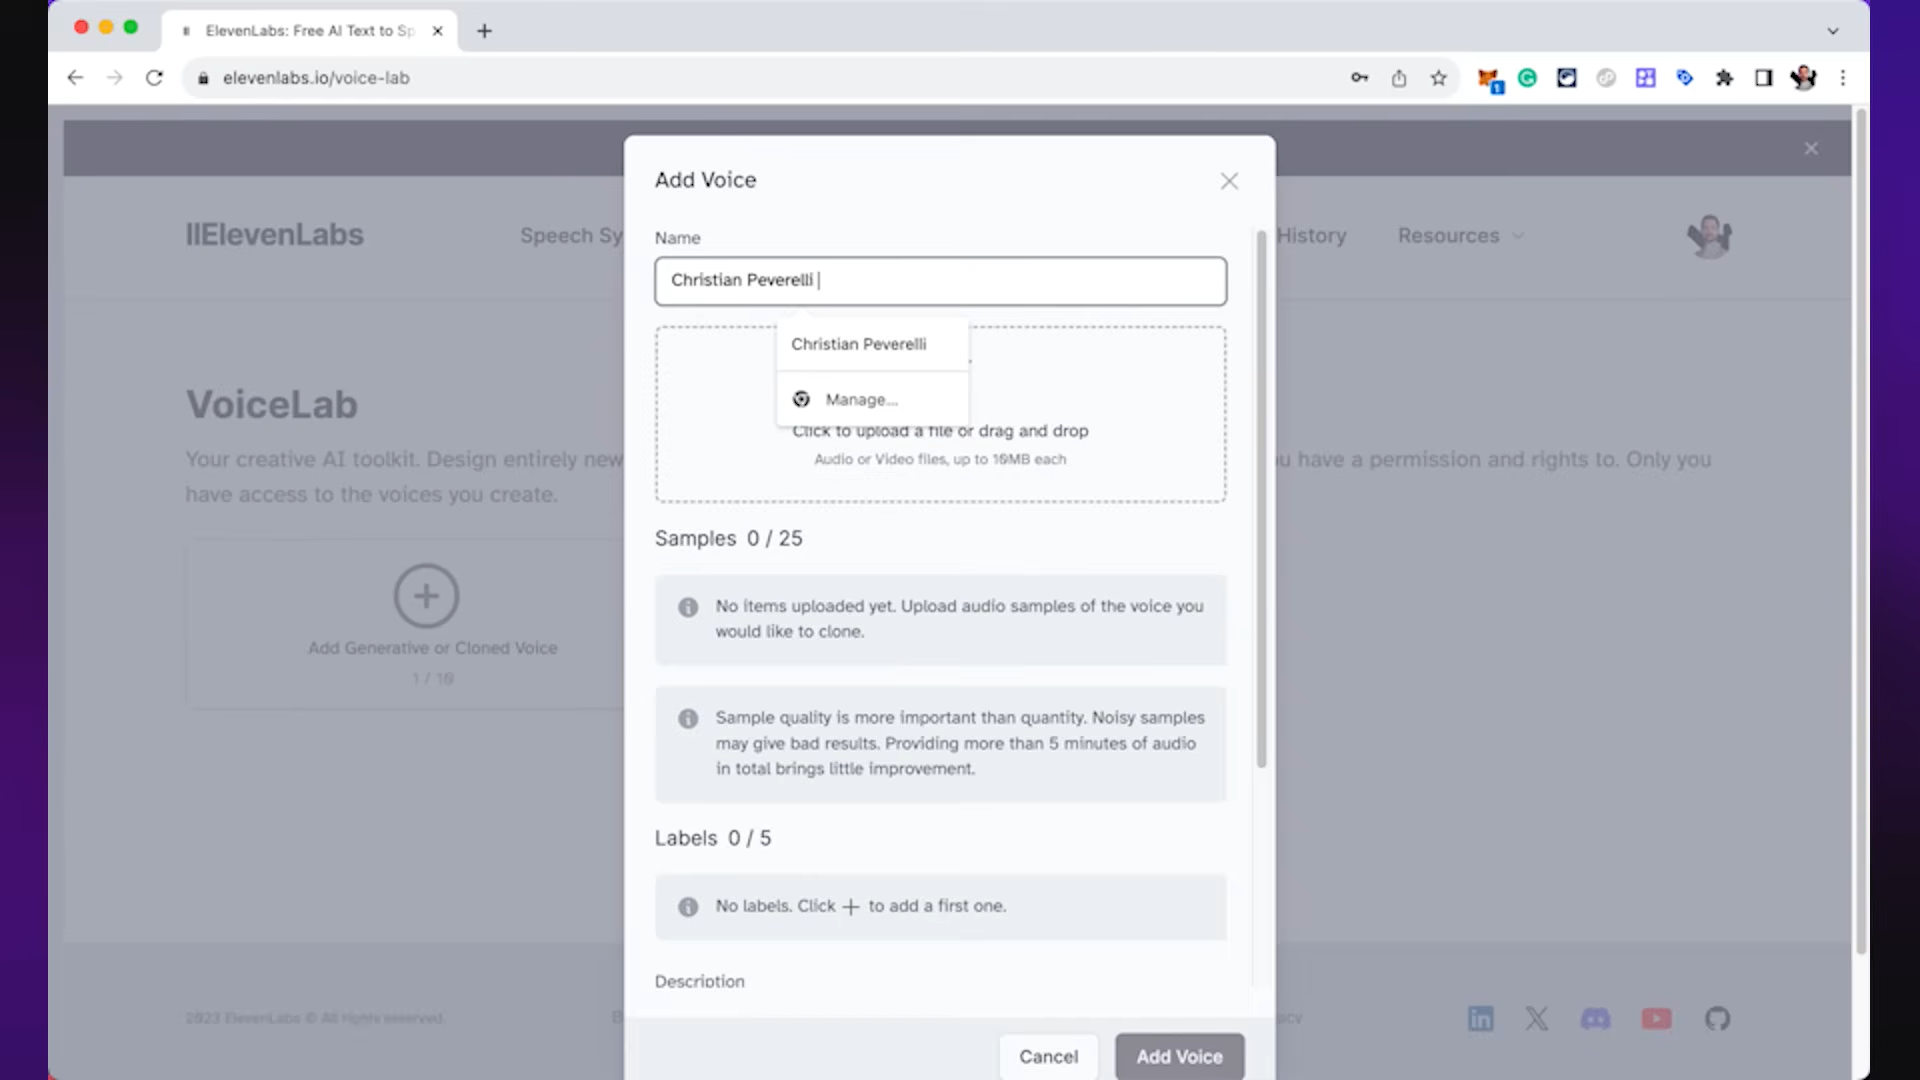 ElevenLabs: Free AI Text to Sp
elevenlabs.io/voice-lab
1
Add Voice
IIElevenLabs
Speech Sy
History
Resources
Name
Christian Peverelli
Christian Peverelli
Manage...
Click to upload a file or drag and drop
Audio or Video files, up to 10MB each
VoiceLab
Your creative AI toolkit. Design entirely new
u have a permission and rights to. Only you
have access to the voices you create.
Samples 0 / 25
No items uploaded yet. Upload audio samples of the voice you
would like to clone.
Add Generative or Cloned Voice
1 / 10
Sample quality is more important than quantity. Noisy samples
may give bad results. Providing more than 5 minutes of audio
in total brings little improvement.
Labels 0 / 5
No labels. Click + to add a first one.
Description
2023 ElevenLabs © All rights reserved.
Cancel
Add Voice